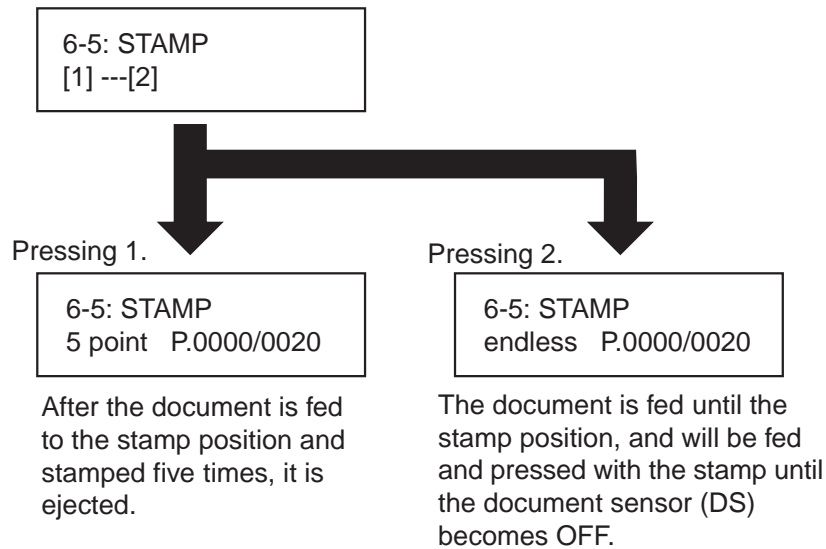 6-5: STAMP
[1] ---[2]
Pressing 1.
6-5: STAMP
5 point P.0000/0020
After the document is fed
to the stamp position and
stamped five times, it is
ejected.
Pressing 2.
6-5: STAMP
endless P.0000/0020
The document is fed until the
stamp position, and will be fed
and pressed with the stamp until
the document sensor (DS)
becomes OFF.